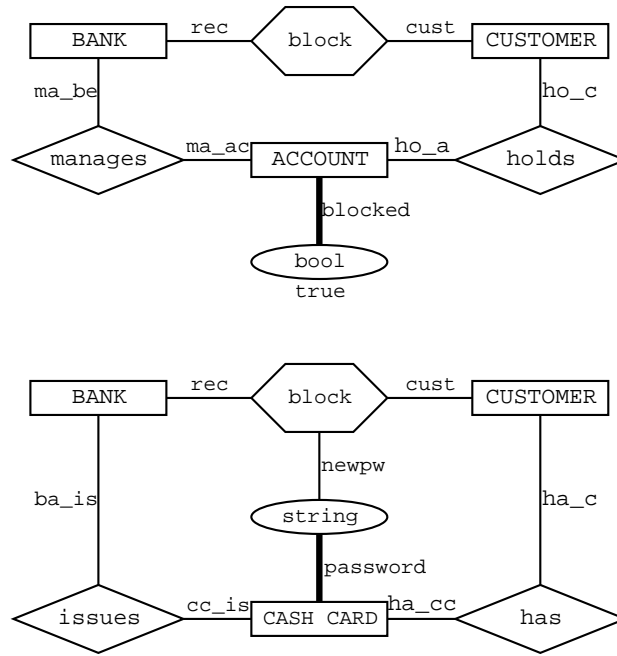 rec
cust
BANK
block
CUSTOMER
ma_be
ho_c
manages
ma_ac
ACCOUNT
ho_a
holds
blocked
bool
true
rec
cust
BANK
block
CUSTOMER
newpw
ba_is
ha_c
string
password
issues
cc_is
CASH CARD
ha_cc
has